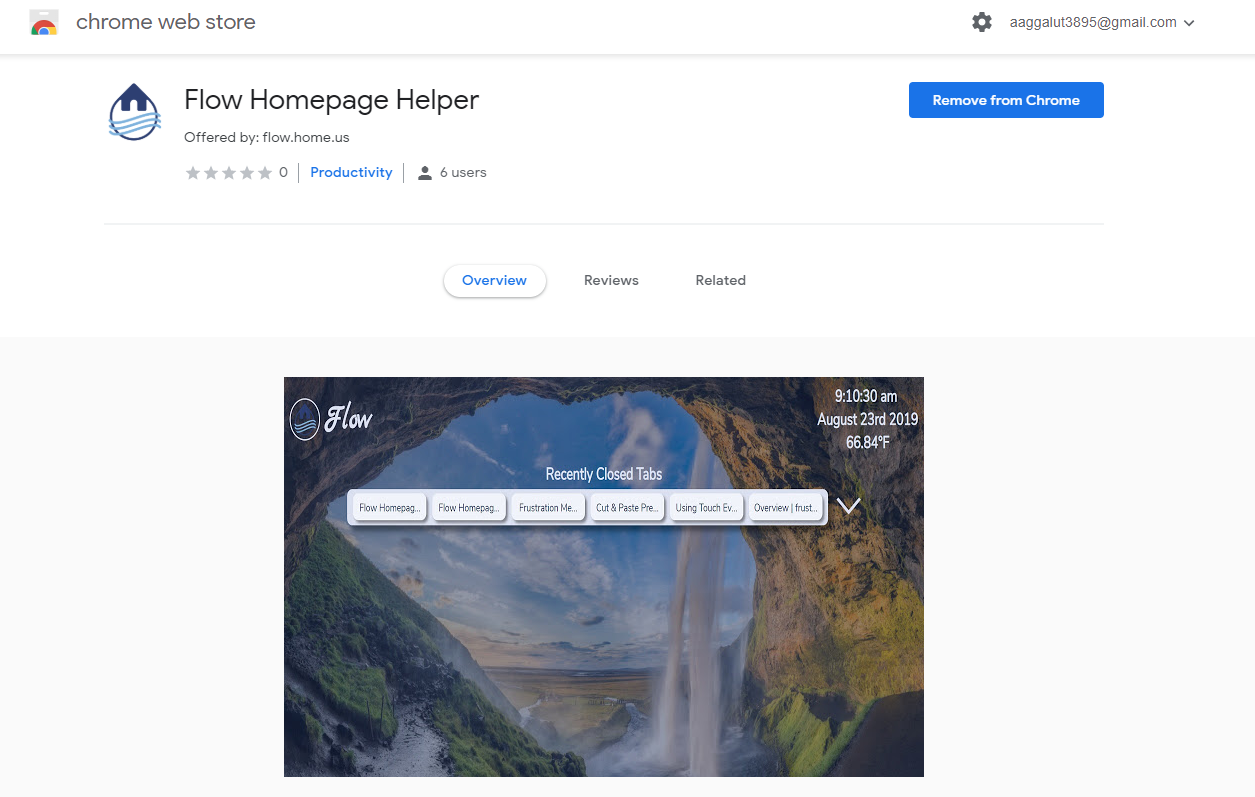 chrome web store
aaggalut3895@gmail.com
Flow Homepage Helper
Remove from Chrome
Offered by: flow.home.us
0
Productivity
6 users
Overview
Reviews
Related
Flow
9:10:30 am
August 23rd 2019
66.84°F
Recently Closed Tabs
Flow Homepag... Flow Homepag... Frustration Me... Cut & Paste Pre... Using Touch Ev... Overview | frust...